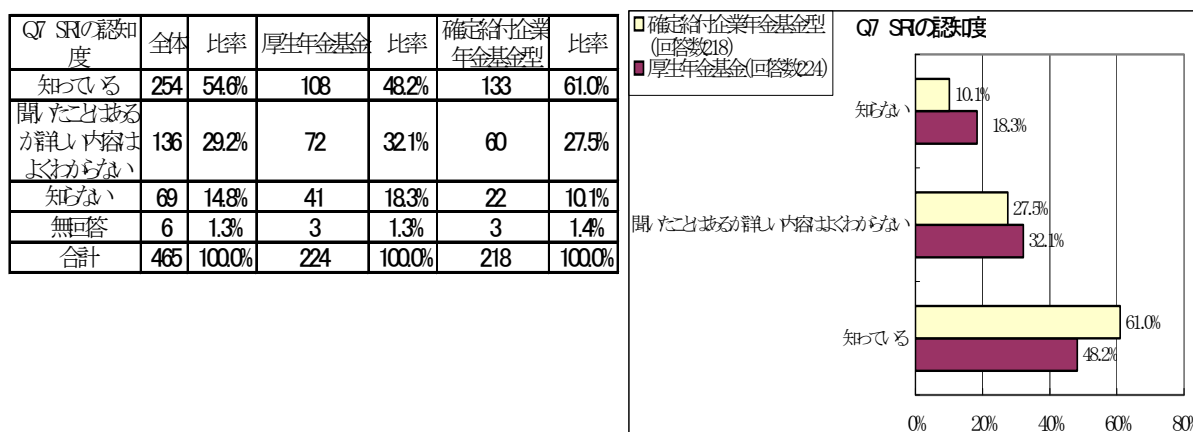 Q7 SRIの認知度 全体 比率 厚生年金基金 比率 確定給付企業年金基金型 比率
知っている 254 54.6% 108 48.2% 133 61.0%
聞いたことはあるが詳しい内容はよくわからない 136 29.2% 72 32.1% 60 27.5%
知らない 69 14.8% 41 18.3% 22 10.1%
無回答 6 1.3% 3 1.3% 3 1.4%
合計 465 100.0% 224 100.0% 218 100.0%
確定給付企業年金基金型
(回答数218)
厚生年金基金(回答数224)
Q7 SRIの認知度
知らない
10.1%
18.3%
聞いたことはあるが詳しい内容はよくわからない
27.5%
32.1%
知っている
61.0%
48.2%
0% 20% 40% 60% 80%